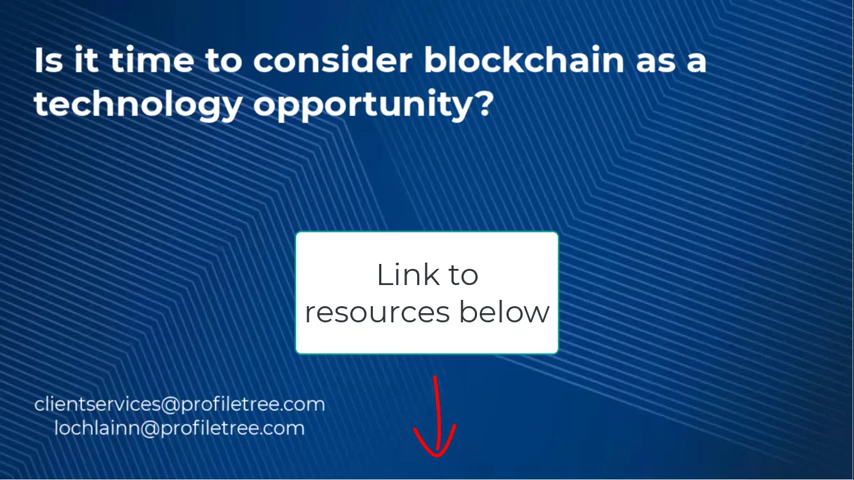 Is it time to consider blockchain as a
technology opportunity?
Link to
resources below
clientservices@profiletree.com
lochlainn@profiletree.com